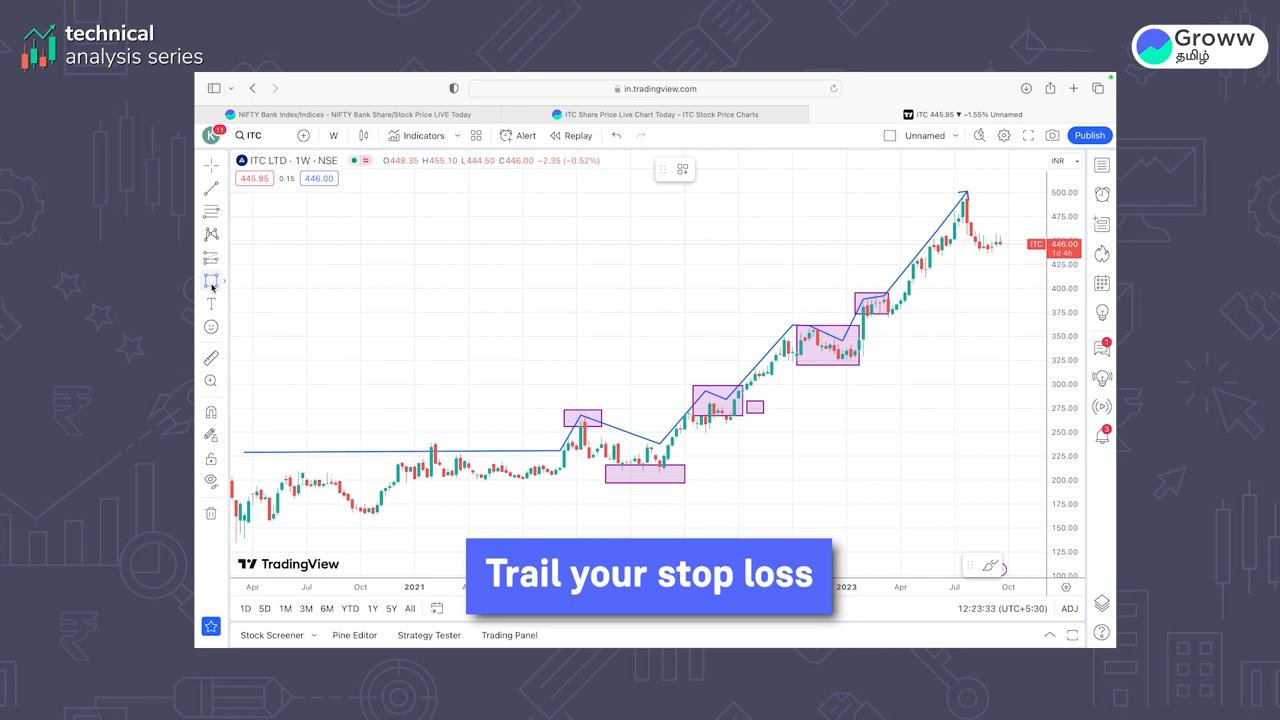 technical
analysis series
Groww
தமிழ்
in.tradingview.com
NIFTY Bank Index/Indices - NIFTY Bank Share/Stock Price LIVE Today
ITC Share Price Live Chart Today - ITC Stock Price Charts
ITC 445.95 ▼ −1.55% Unnamed
K
11
ITC
W
Indicators
Alert
Replay
Unnamed
Publish
ITC LTD · 1W · NSE
O448.35 H455.10 L444.50 C446.00 −2.35 (−0.52%)
INR
445.85
0.15
446.00
500.00
475.00
ITC
446.00
1d 4h
425.00
400.00
375.00
350.00
325.00
300.00
275.00
250.00
225.00
200.00
175.00
150.00
125.00
100.00
1
3
TradingView
Trail your stop loss
Apr
Jul
Oct
2021
2023
Apr
Jul
Oct
1D
5D
1M
3M
6M
YTD
1Y
5Y
All
12:23:33 (UTC+5:30)
ADJ
Stock Screener
Pine Editor
Strategy Tester
Trading Panel